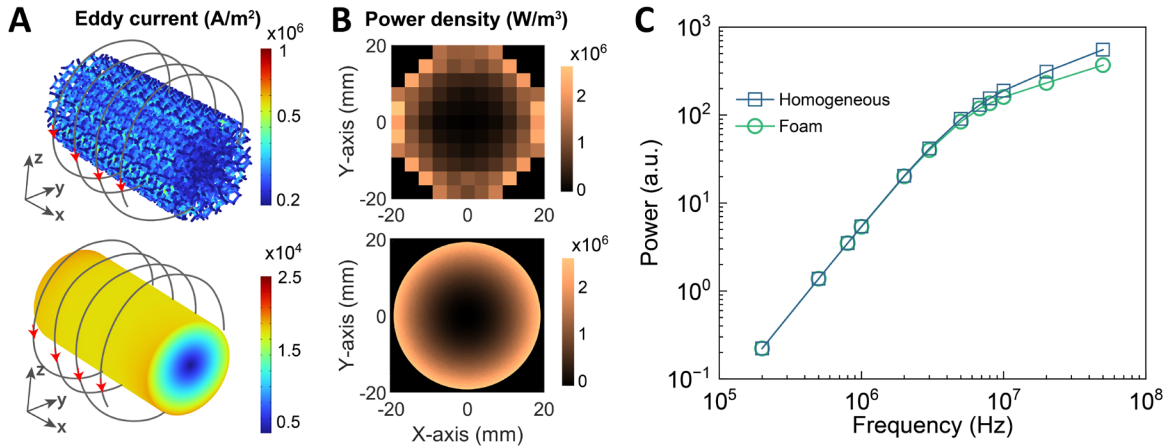 A
Eddy current (A/m²)
x10⁶
1
0.2
z
y
x
x10⁴
2.5
1.5
0.5
z
y
x
B
Power density (W/m³)
x10⁶
20
0
-20
Y-axis (mm)
-20 0 20
2
1
0
x10⁶
20
0
-20
Y-axis (mm)
-20 0 20
X-axis (mm)
2
1
0
C
Power (a.u.)
10³
10²
10¹
10⁰
10⁻¹
Homogeneous
Foam
10⁵ 10⁶ 10⁷ 10⁸
Frequency (Hz)